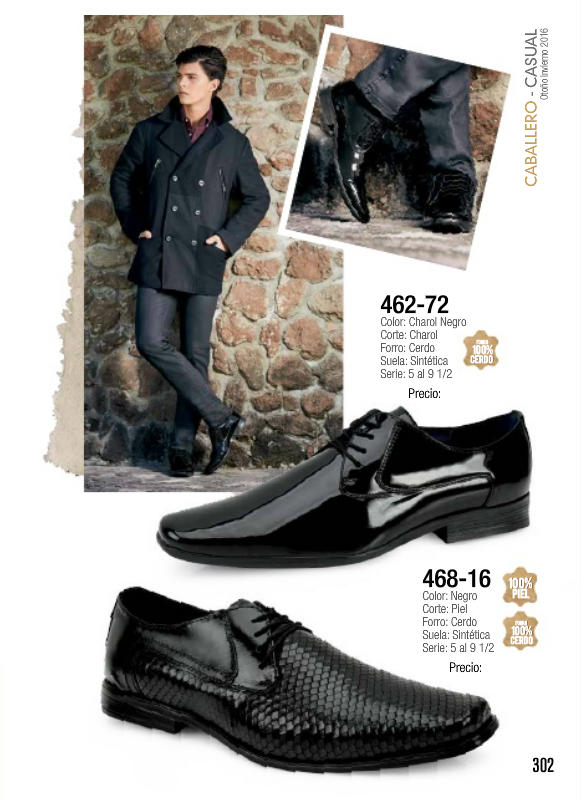 CABALLERO - CASUAL
Otoño Invierno 2016
462-72
Color: Charol Negro
Corte: Charol
Forro: Cerdo
Suela: Sintética
Serie: 5 al 9 1/2
Precio:
FORRO
100%
CERDO
468-16
Color: Negro
Corte: Piel
Forro: Cerdo
Suela: Sintética
Serie: 5 al 9 1/2
Precio:
100%
PIEL
FORRO
100%
CERDO
302